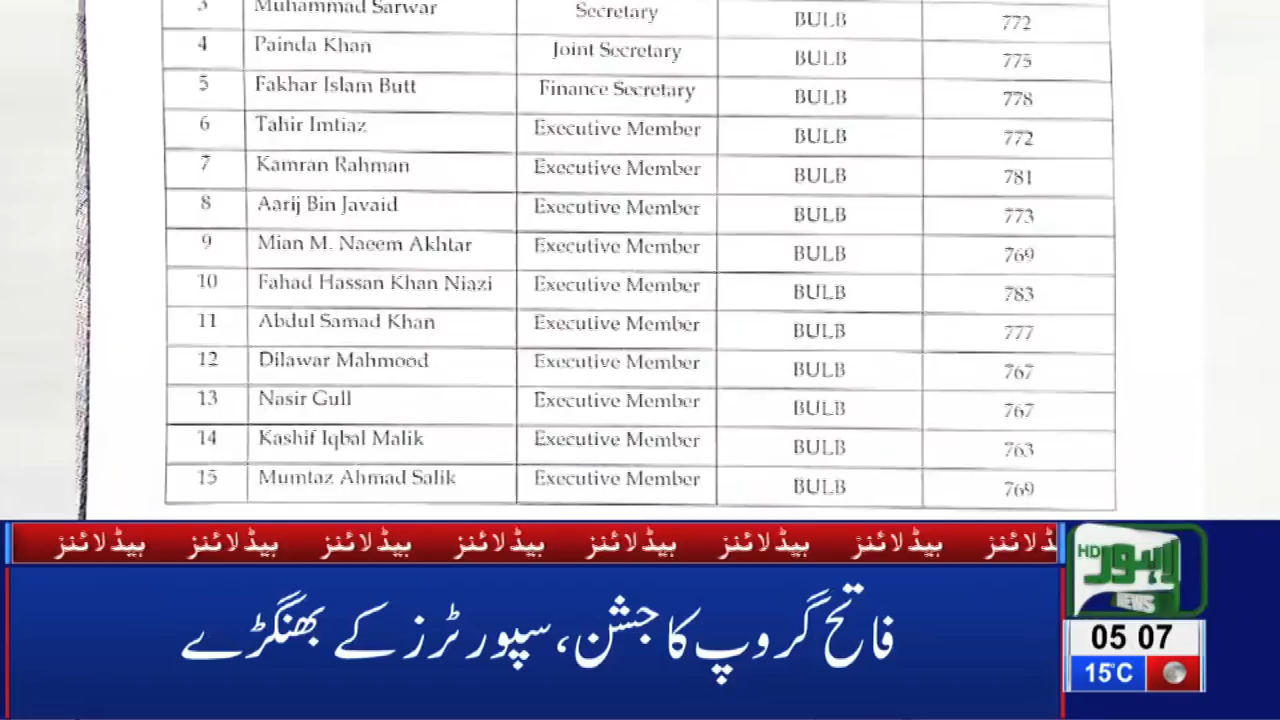 3 Muhammad Sarwar Secretary BULB 772
4 Painda Khan Joint Secretary BULB 775
5 Fakhar Islam Butt Finance Secretary BULB 778
6 Tahir Imtiaz Executive Member BULB 772
7 Kamran Rahman Executive Member BULB 781
8 Aarij Bin Javaid Executive Member BULB 773
9 Mian M. Naeem Akhtar Executive Member BULB 769
10 Fahad Hassan Khan Niazi Executive Member BULB 783
11 Abdul Samad Khan Executive Member BULB 777
12 Dilawar Mahmood Executive Member BULB 767
13 Nasir Gull Executive Member BULB 767
14 Kashif Iqbal Malik Executive Member BULB 763
15 Mumtaz Ahmad Salik Executive Member BULB 769
ہیڈلائنز ہیڈلائنز ہیڈلائنز ہیڈلائنز ہیڈلائنز ہیڈلائنز ہیڈلائنز ڈلائنز
HD لاہور NEWS
فاتح گروپ کا جشن، سپورٹرز کے بھنگڑے
05 07
15°C